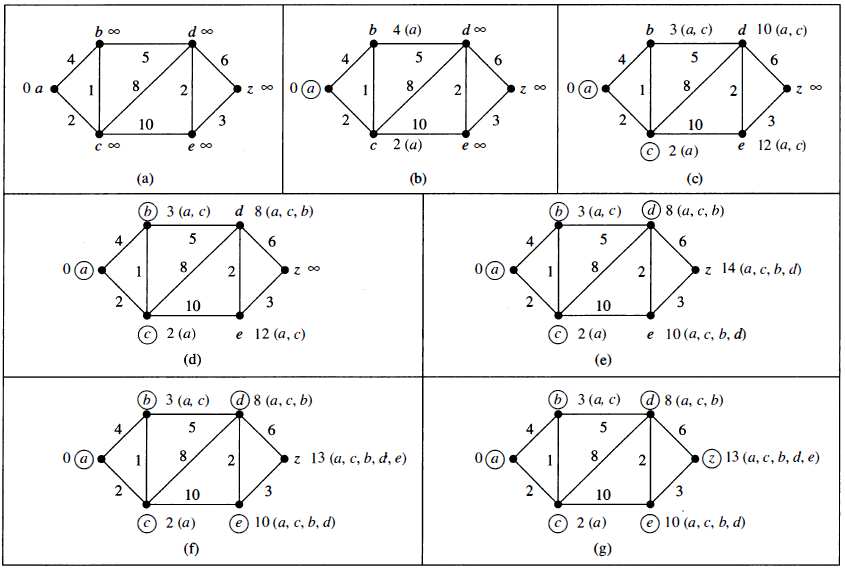 b ∞ d ∞
4 5 6
0 a 1 8 2 z ∞
2 10 3
c ∞ e ∞
(a)
4 (a)
b d ∞
4 5 6
0 a 1 8 2 z ∞
2 10 3
c 2 (a) e ∞
(b)
b 3 (a, c) d 10 (a, c)
4 5 6
0 a 1 8 2 z ∞
2 10 3
c 2 (a) e 12 (a, c)
(c)
b 3 (a, c) d 8 (a, c, b)
4 5 6
0 a 1 8 2 z ∞
2 10 3
c 2 (a) e 12 (a, c)
(d)
b 3 (a, c) d 8 (a, c, b)
4 5 6
0 a 1 8 2 z 14 (a, c, b, d)
2 10 3
c 2 (a) e 10 (a, c, b, d)
(e)
b 3 (a, c) d 8 (a, c, b)
4 5 6
0 a 1 8 2 z 13 (a, c, b, d, e)
2 10 3
c 2 (a) e 10 (a, c, b, d)
(f)
b 3 (a, c) d 8 (a, c, b)
4 5 6
0 a 1 8 2 z 13 (a, c, b, d, e)
2 10 3
c 2 (a) e 10 (a, c, b, d)
(g)